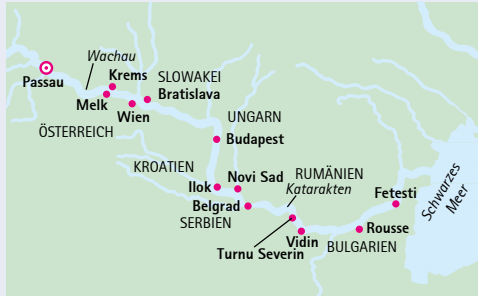 Wachau
Passau
Krems
Melk
Wien
SLOWAKEI
Bratislava
ÖSTERREICH
UNGARN
Budapest
KROATIEN
Ilok
Novi Sad
RUMÄNIEN
Katarakten
Belgrad
SERBIEN
Fetesti
Turnu Severin
Vidin
Rousse
BULGARIEN
Schwarzes
Meer